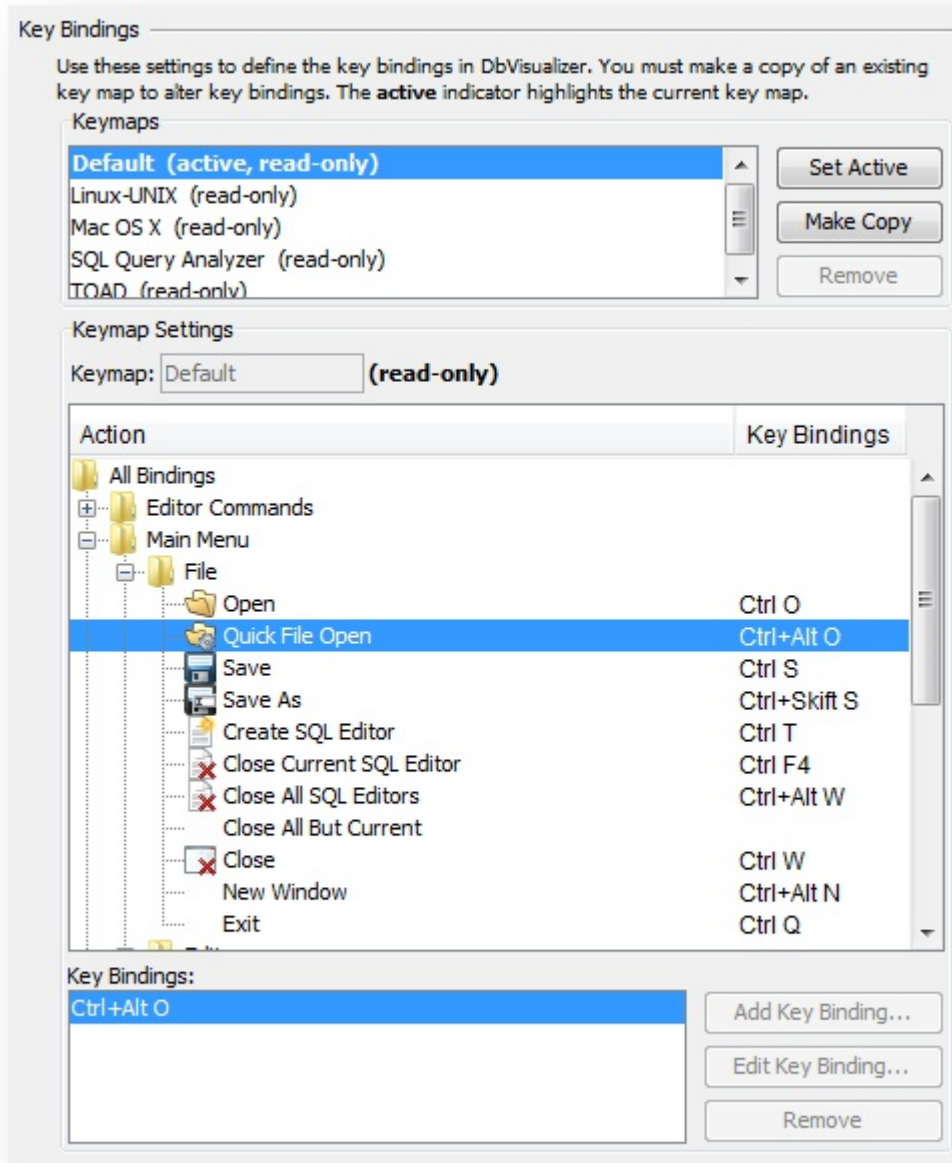 Key Bindings
Use these settings to define the key bindings in DbVisualizer. You must make a copy of an existing
key map to alter key bindings. The active indicator highlights the current key map.
Keymaps
Default (active, read-only)
Linux-UNIX (read-only)
Mac OS X (read-only)
SQL Query Analyzer (read-only)
TOAD (read-only)
Set Active
Make Copy
Remove
Keymap Settings
Keymap: Default (read-only)
Action Key Bindings
All Bindings
Editor Commands
Main Menu
File
Open Ctrl O
Quick File Open Ctrl+Alt O
Save Ctrl S
Save As Ctrl+Skift S
Create SQL Editor Ctrl T
Close Current SQL Editor Ctrl F4
Close All SQL Editors Ctrl+Alt W
Close All But Current
Close Ctrl W
New Window Ctrl+Alt N
Exit Ctrl Q
Key Bindings:
Ctrl+Alt O
Add Key Binding...
Edit Key Binding...
Remove